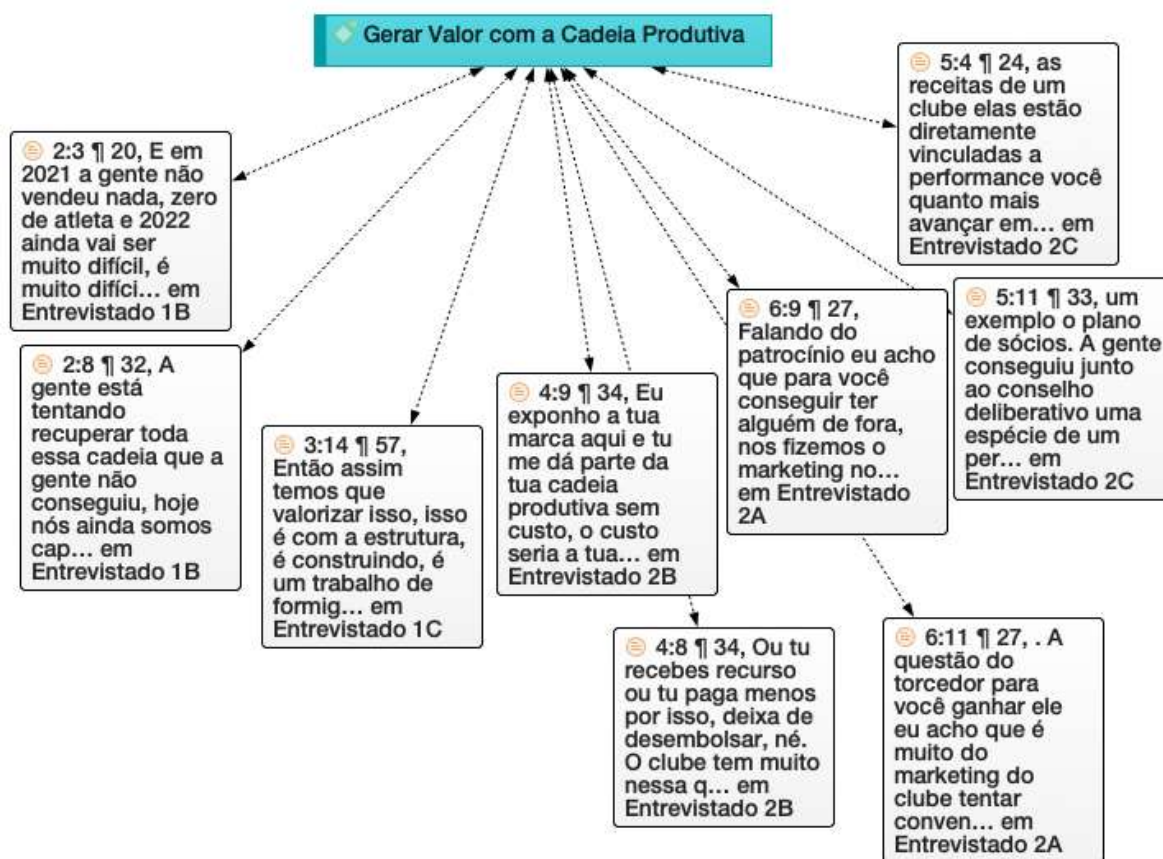 Gerar Valor com a Cadeia Produtiva
2:3 ¶ 20, E em
2021 a gente não
vendeu nada, zero
de atleta e 2022
ainda vai ser
muito difícil, é
muito difíci... em
Entrevistado 1B
2:8 ¶ 32, A
gente está
tentando
recuperar toda
essa cadeia que a
gente não
conseguiu, hoje
nós ainda somos
cap... em
Entrevistado 1B
3:14 ¶ 57,
Então assim
temos que
valorizar isso, isso
é com a estrutura,
é construindo, é
um trabalho de
formig... em
Entrevistado 1C
4:9 ¶ 34, Eu
exponho a tua
marca aqui e tu
me dá parte da
tua cadeia
produtiva sem
custo, o custo
seria a tua... em
Entrevistado 2B
4:8 ¶ 34, Ou tu
recebes recurso
ou tu paga menos
por isso, deixa de
desembolsar, né.
O clube tem muito
nessa q... em
Entrevistado 2B
6:9 ¶ 27,
Falando do
patrocínio eu acho
que para você
conseguir ter
alguém de fora,
nos fizemos o
marketing no...
em Entrevistado
2A
6:11 ¶ 27, . A
questão do
torcedor para
você ganhar ele
eu acho que é
muito do
marketing do
clube tentar
conven... em
Entrevistado 2A
5:4 ¶ 24, as
receitas de um
clube elas estão
diretamente
vinculadas a
performance você
quanto mais
avançar em... em
Entrevistado 2C
5:11 ¶ 33, um
exemplo o plano
de sócios. A gente
conseguiu junto
ao conselho
deliberativo uma
espécie de um
per... em
Entrevistado 2C